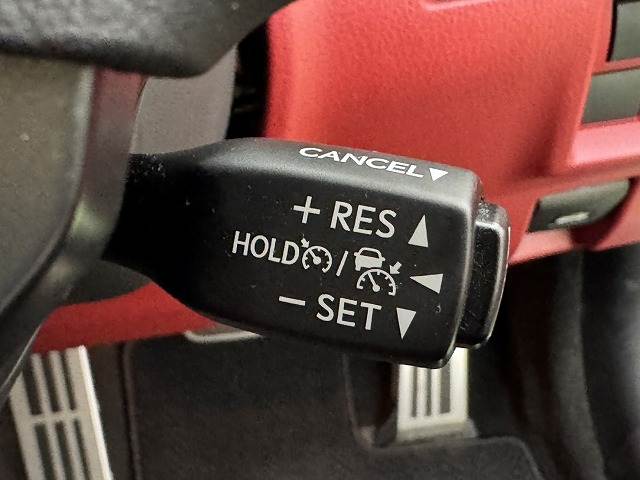 CANCEL▼
+ RES ▲
HOLD / ◀
− SET ▼